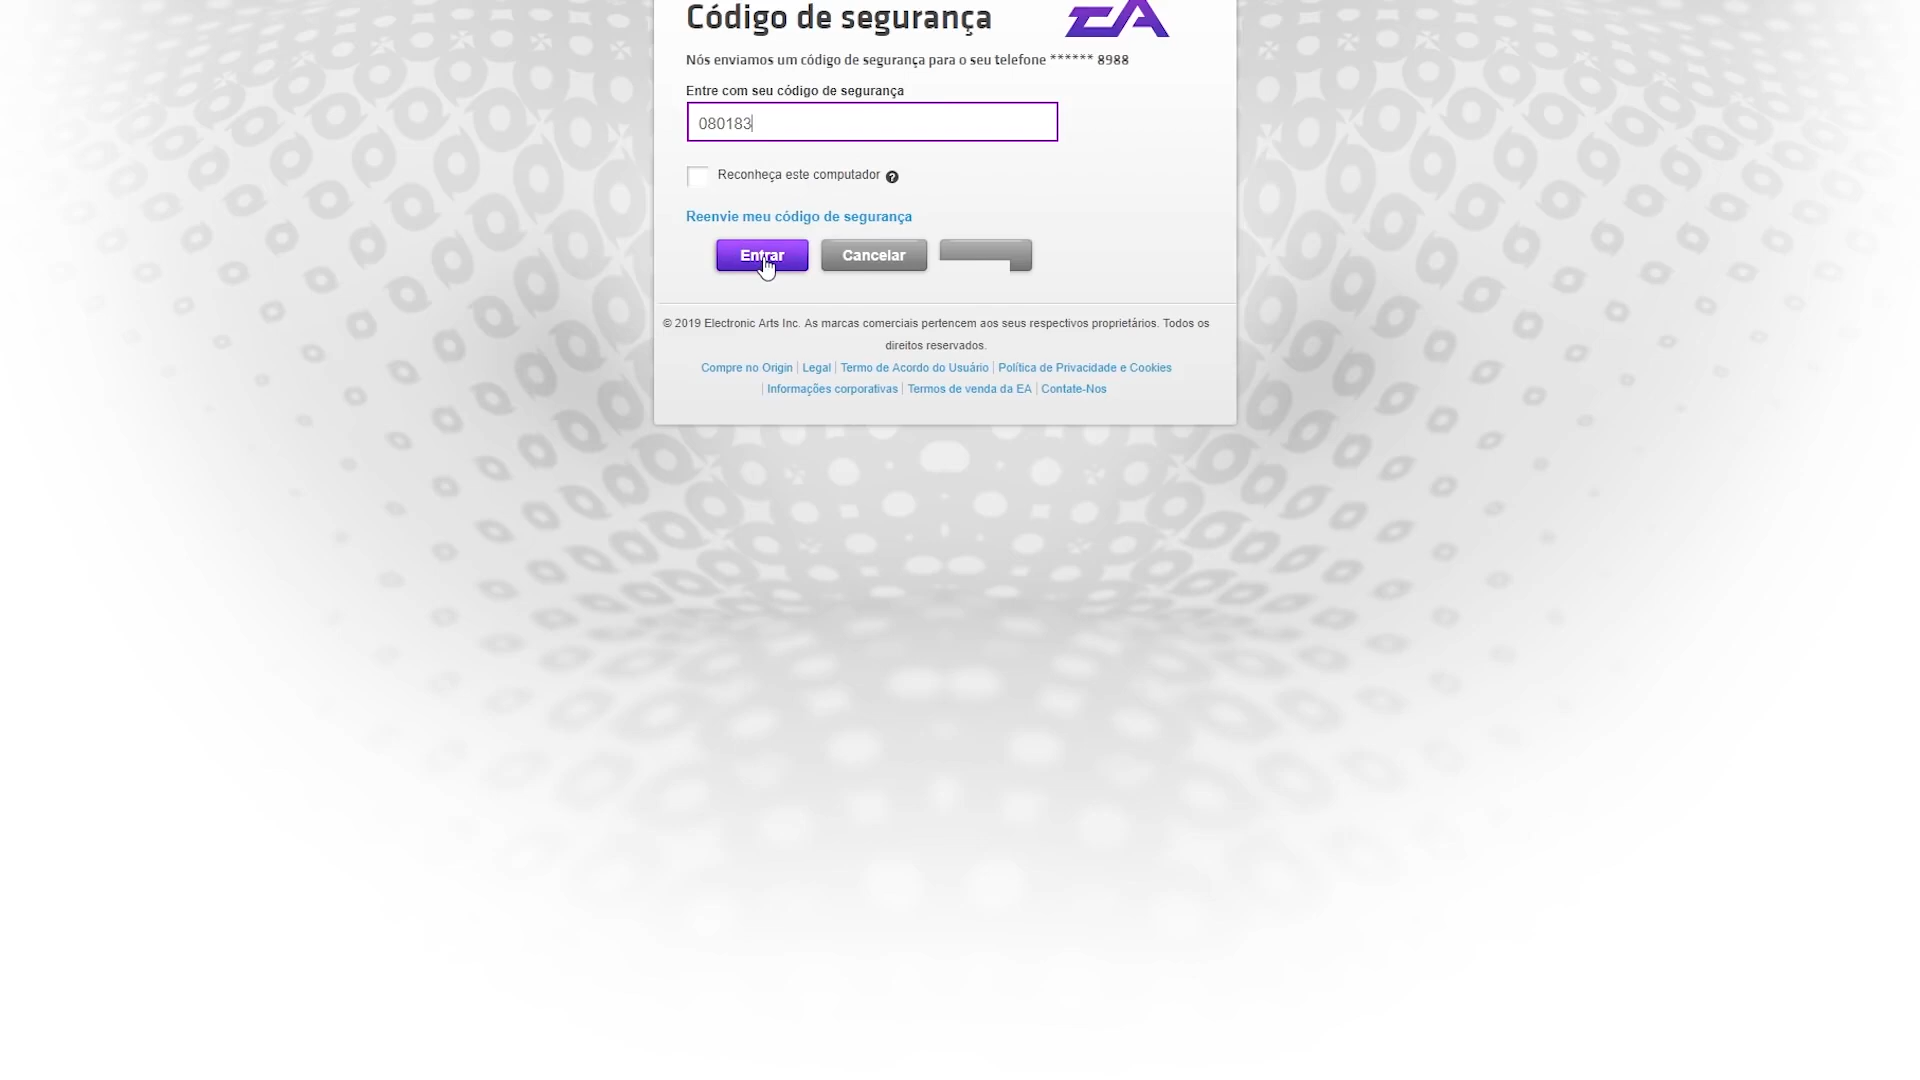 Código de segurança
EA
Nós enviamos um código de segurança para o seu telefone ****** 8988
Entre com seu código de segurança
080183
Reconheça este computador ?
Reenvie meu código de segurança
Entrar Cancelar
© 2019 Electronic Arts Inc. As marcas comerciais pertencem aos seus respectivos proprietários. Todos os
direitos reservados.
Compre no Origin | Legal | Termo de Acordo do Usuário | Política de Privacidade e Cookies
| Informações corporativas | Termos de venda da EA | Contate-Nos